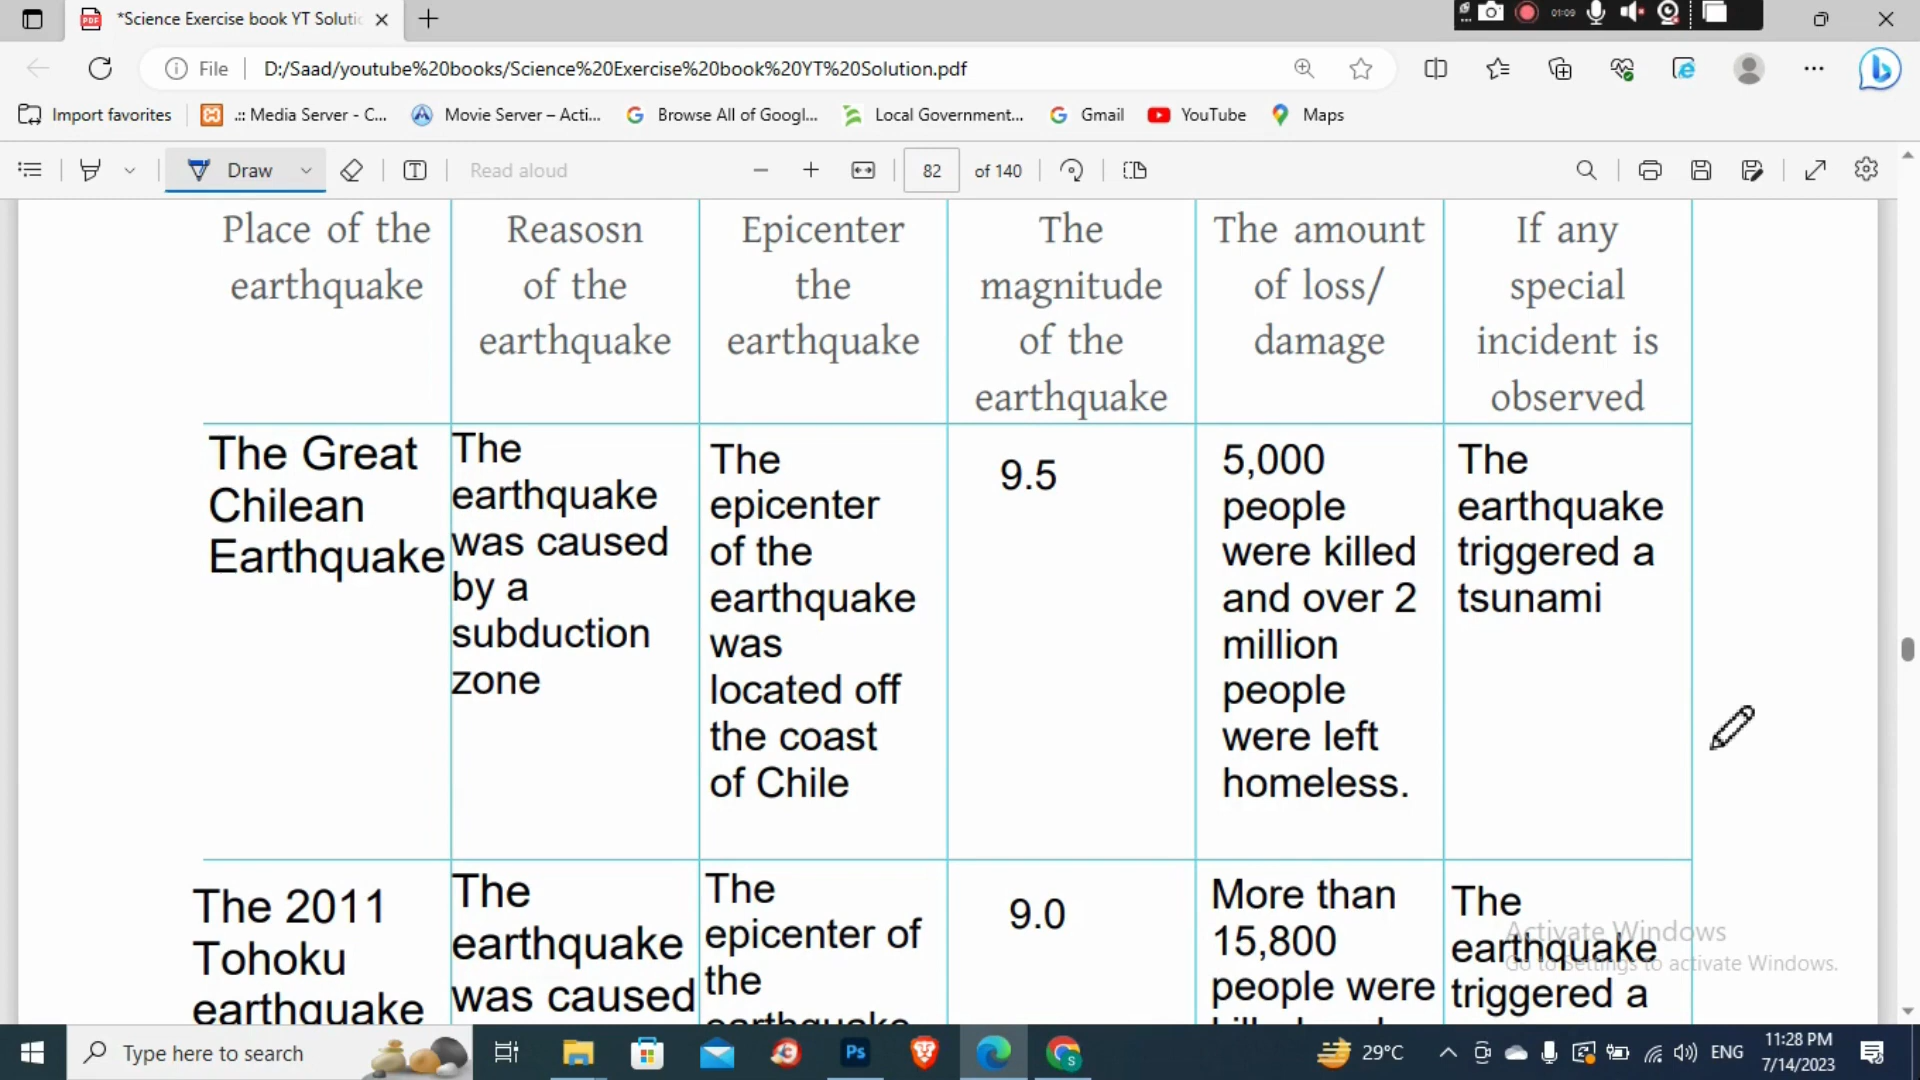 *Science Exercise book YT Soluti
01:09
File D:/Saad/youtube%20books/Science%20Exercise%20book%20YT%20Solution.pdf
Import favorites .:: Media Server - C... Movie Server – Acti... Browse All of Googl... Local Government... Gmail YouTube Maps
Draw Read aloud 82 of 140
Place of the
earthquake
Reasosn
of the
earthquake
Epicenter
the
earthquake
The
magnitude
of the
earthquake
The amount
of loss/
damage
If any
special
incident is
observed
The Great
Chilean
Earthquake
The
earthquake
was caused
by a
subduction
zone
The
epicenter
of the
earthquake
was
located off
the coast
of Chile
9.5
5,000
people
were killed
and over 2
million
people
were left
homeless.
The
earthquake
triggered a
tsunami
The 2011
Tohoku
earthquake
The
earthquake
was caused
The
epicenter of
the
earthquake
9.0
More than
15,800
people were
The
earthquake
triggered a
Activate Windows
Go to Settings to activate Windows.
Type here to search
29°C
ENG
11:28 PM
7/14/2023